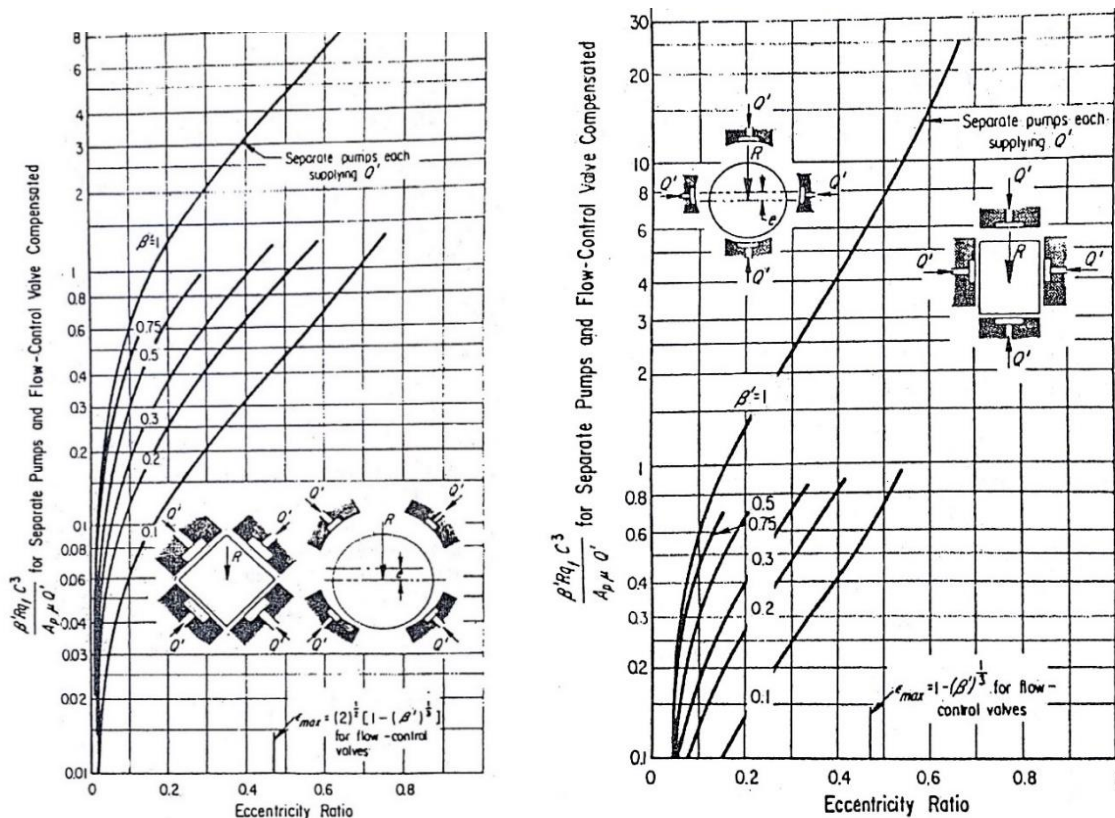 β'Rq_f C³ / A_p μ Q' for Separate Pumps and Flow-Control Valve Compensated
8
6
4
3
2
1
0.8
0.6
0.4
0.3
0.2
0.1
0.08
0.06
0.04
0.03
0.02
0.01
Separate pumps each
supplying Q'
β'=1
0.75
0.5
0.3
0.2
0.1
Q'
Q'
Q'
Q'
R
Q'
Q'
R
e
Q'
Q'
ϵmax = (2)^½ [1-(β')^⅓]
for flow-control
valves
0 0.2 0.4 0.6 0.8
Eccentricity Ratio
β'Rq_f C³ / A_p μ Q' for Separate Pumps and Flow-Control Valve Compensated
30
20
10
8
6
4
3
2
1
0.8
0.6
0.4
0.3
0.2
0.1
Q'
R
Q'
Q'
e
Q'
Separate pumps each
supplying Q'
Q'
R
Q'
Q'
Q'
β'=1
0.5
0.75
0.3
0.2
0.1
ϵmax = 1-(β')^⅓ for flow-
control valves
0 0.2 0.4 0.6 0.8
Eccentricity Ratio